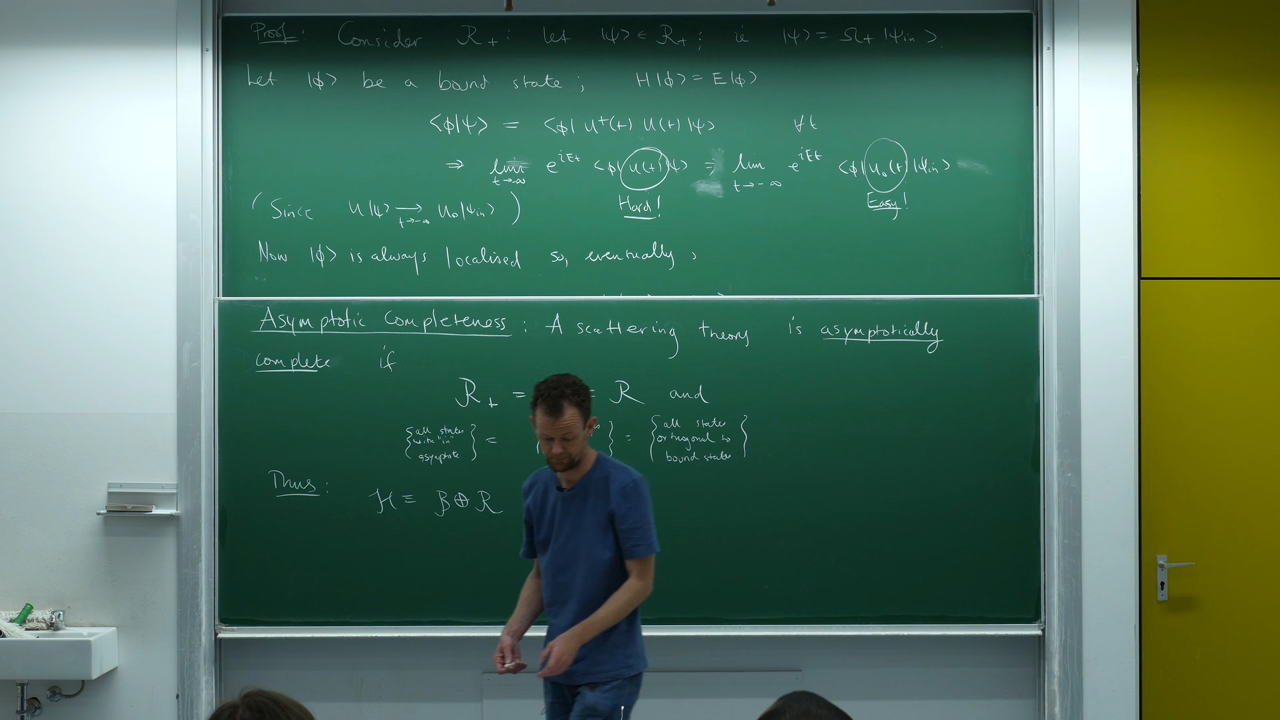 Proof: Consider R₊: let |ψ⟩ ∈ R₊; ie |ψ⟩ = Ω₊|ψin⟩.
Let |ϕ⟩ be a bound state; H|ϕ⟩ = E|ϕ⟩
⟨ϕ|ψ⟩ = ⟨ϕ| U†(t) U(t) |ψ⟩ ∀t
⇒ lim t→-∞ e^{iEt} ⟨ϕ| U(t) |ψ⟩ = lim t→-∞ e^{iEt} ⟨ϕ| U₀(t) |ψin⟩
Hard! Easy!
(Since U|ψ⟩ → t→-∞ U₀|ψin⟩)
Now |ϕ⟩ is always localised so, eventually,
Asymptotic Completeness: A scattering theory is asymptotically
complete if
R₊ = = R and
{all states with "in" asymptote} = { } = {all states orthogonal to bound states}
Thus: H ≡ B ⊕ R